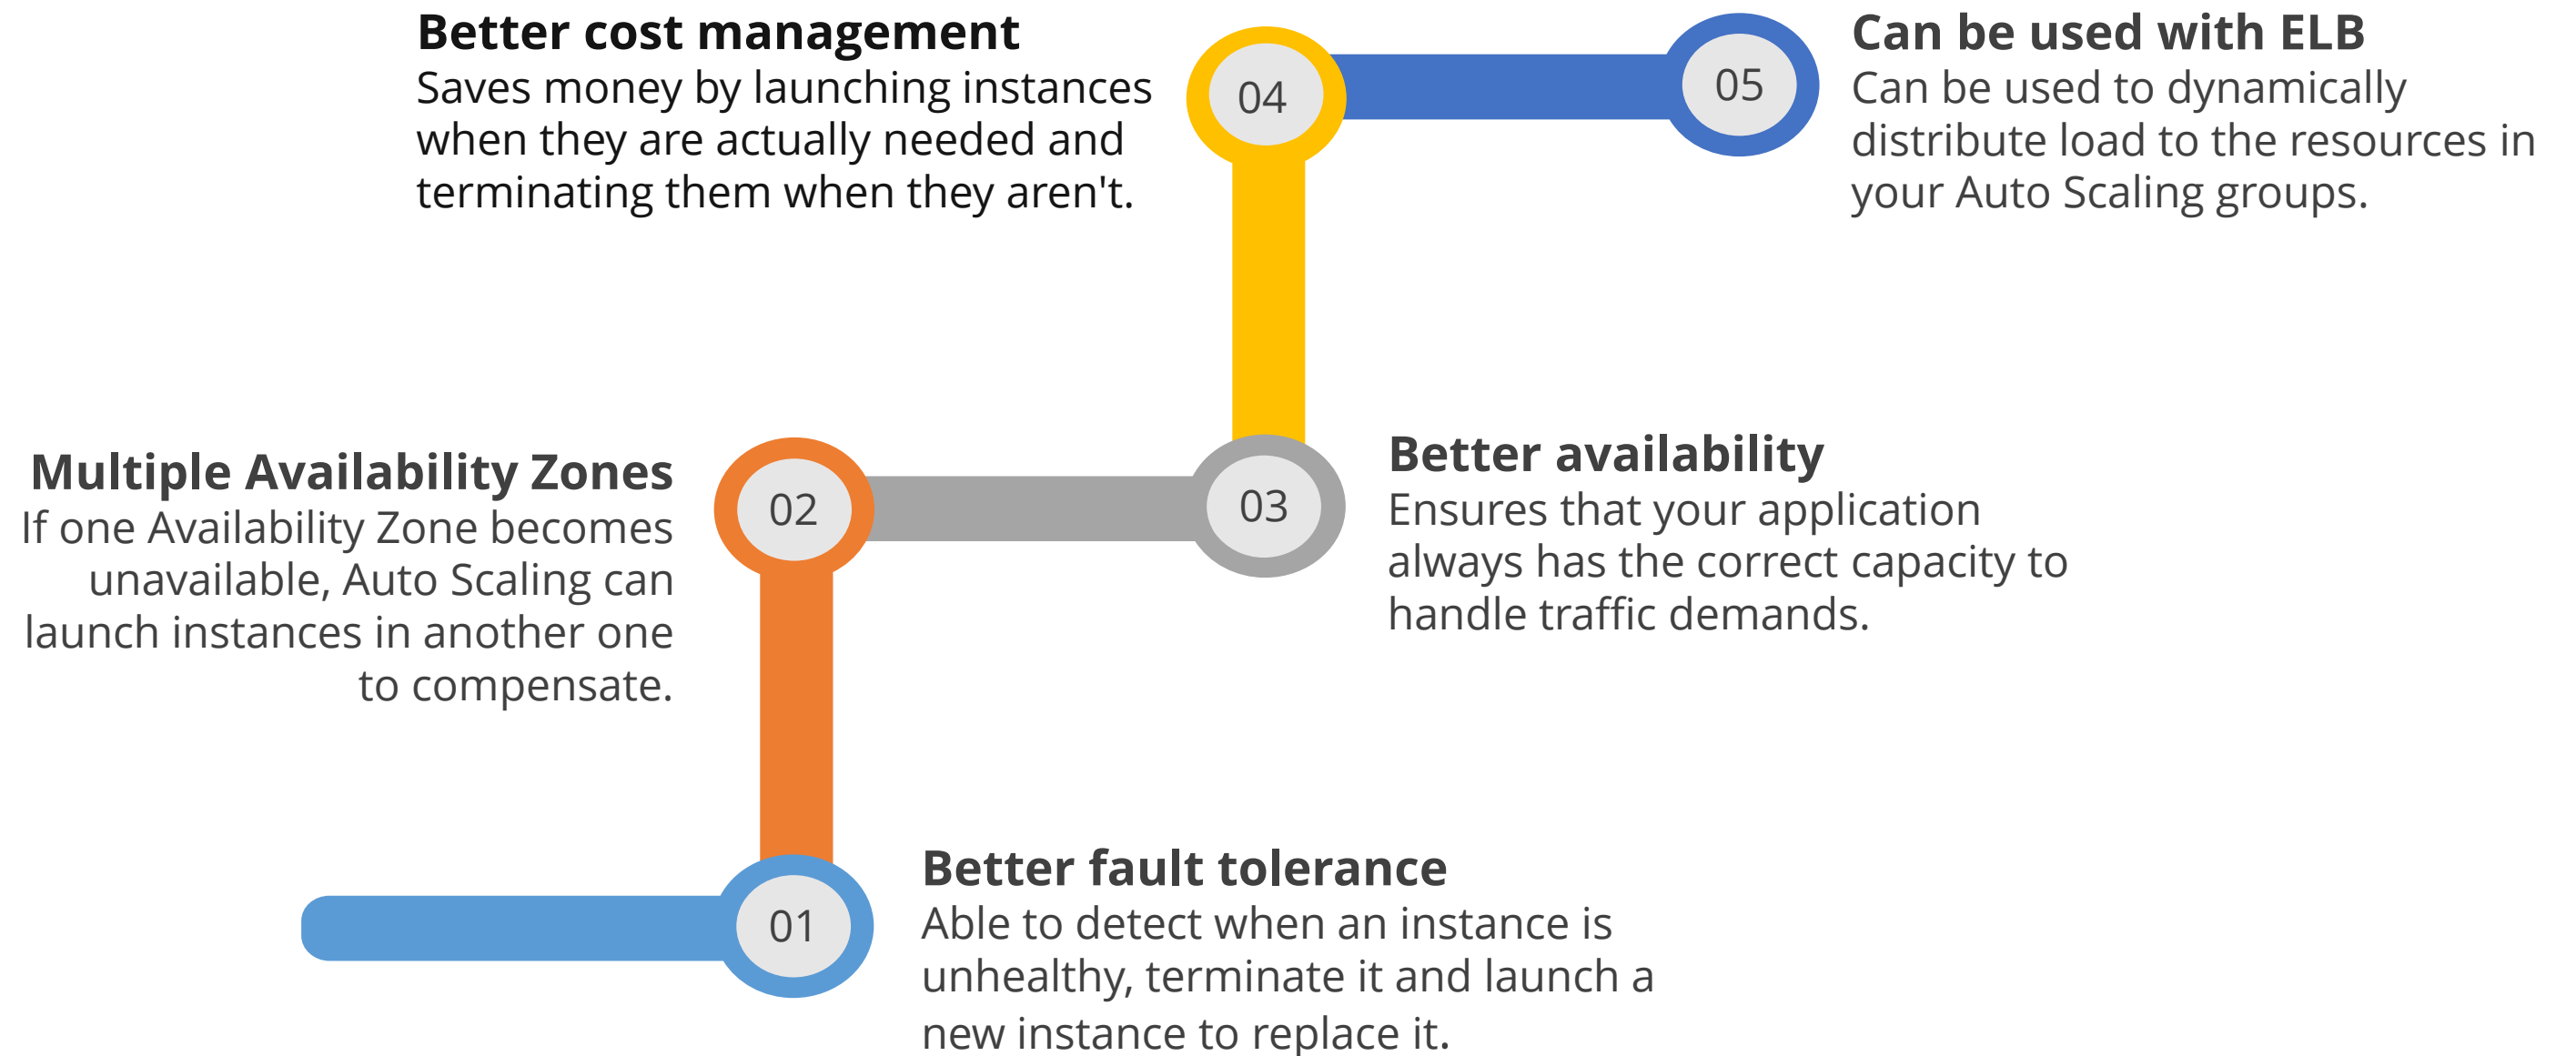 Better cost management
Saves money by launching instances
when they are actually needed and
terminating them when they aren't.
04
05
Can be used with ELB
Can be used to dynamically
distribute load to the resources in
your Auto Scaling groups.
Multiple Availability Zones
If one Availability Zone becomes
unavailable, Auto Scaling can
launch instances in another one
to compensate.
02
03
Better availability
Ensures that your application
always has the correct capacity to
handle traffic demands.
01
Better fault tolerance
Able to detect when an instance is
unhealthy, terminate it and launch a
new instance to replace it.